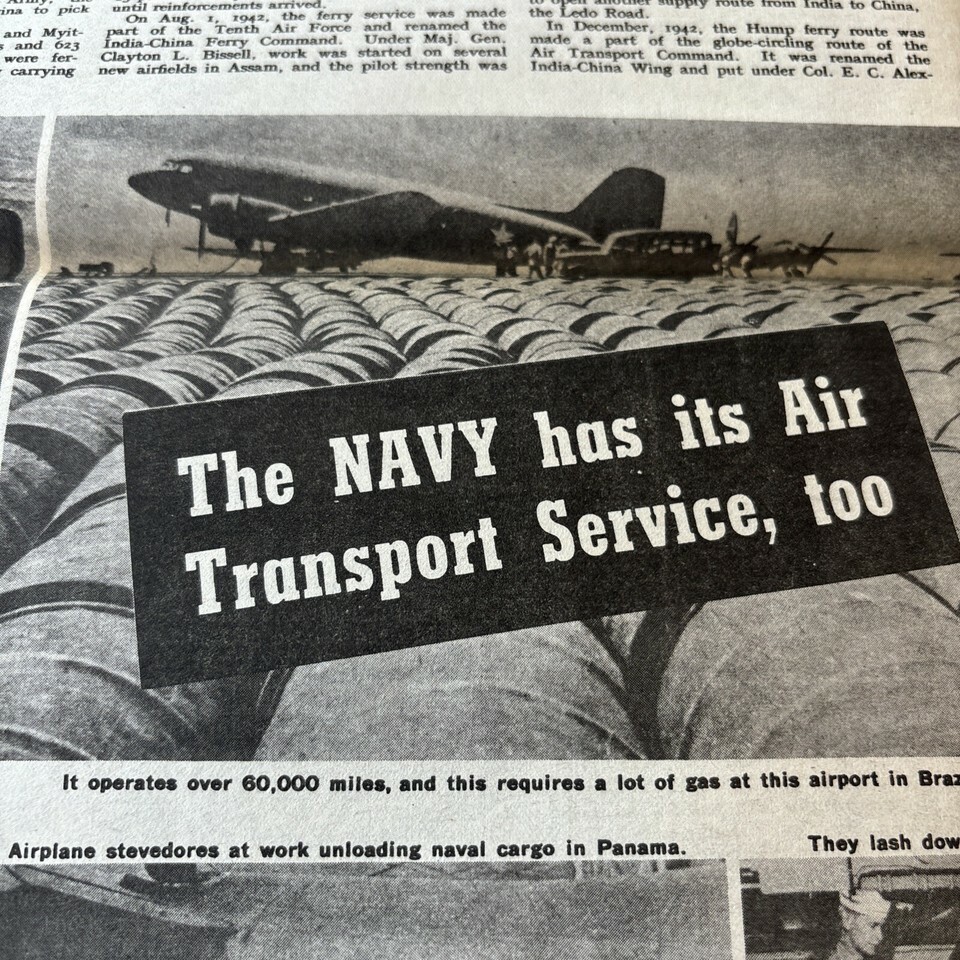 ina to pick
and Myit-
s and 623
were fer-
carrying
until reinforcements arrived.
On Aug. 1, 1942, the ferry service was made
part of the Tenth Air Force and renamed the
India-China Ferry Command. Under Maj. Gen.
Clayton L. Bissell, work was started on several
new airfields in Assam, and the pilot strength was
to open another supply route from India to China,
the Ledo Road.
In December, 1942, the Hump ferry route was
made a part of the globe-circling route of the
Air Transport Command. It was renamed the
India-China Wing and put under Col. E. C. Alex-
The NAVY has its Air
Transport Service, too
It operates over 60,000 miles, and this requires a lot of gas at this airport in Braz
Airplane stevedores at work unloading naval cargo in Panama.
They lash dow